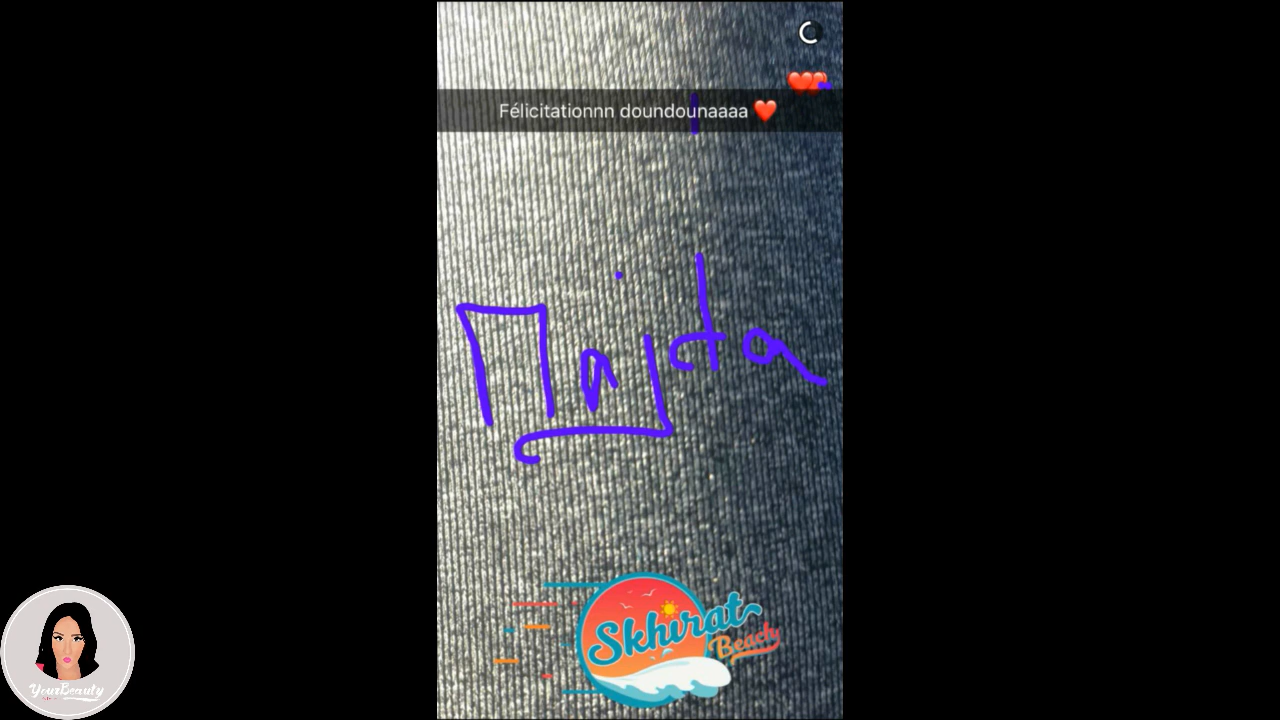 Félicitationnn doundounaaaa ❤️
Majda
Skhirat
Beach
YourBeauty